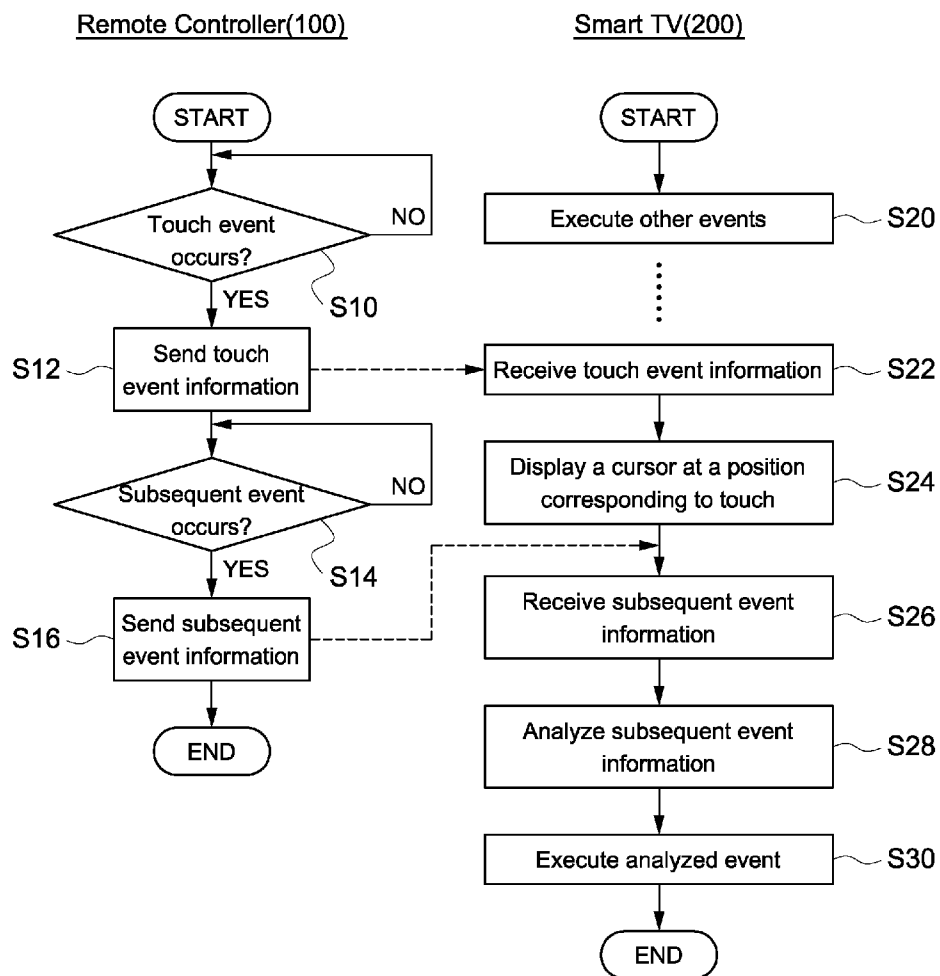 Remote Controller(100)
START
Touch event
occurs?
NO
S10
YES
S12
Send touch
event information
Subsequent event
occurs?
NO
S14
YES
S16
Send subsequent
event information
END
Smart TV(200)
START
Execute other events
S20
Receive touch event information
S22
Display a cursor at a position
corresponding to touch
S24
Receive subsequent event
information
S26
Analyze subsequent event
information
S28
Execute analyzed event
S30
END